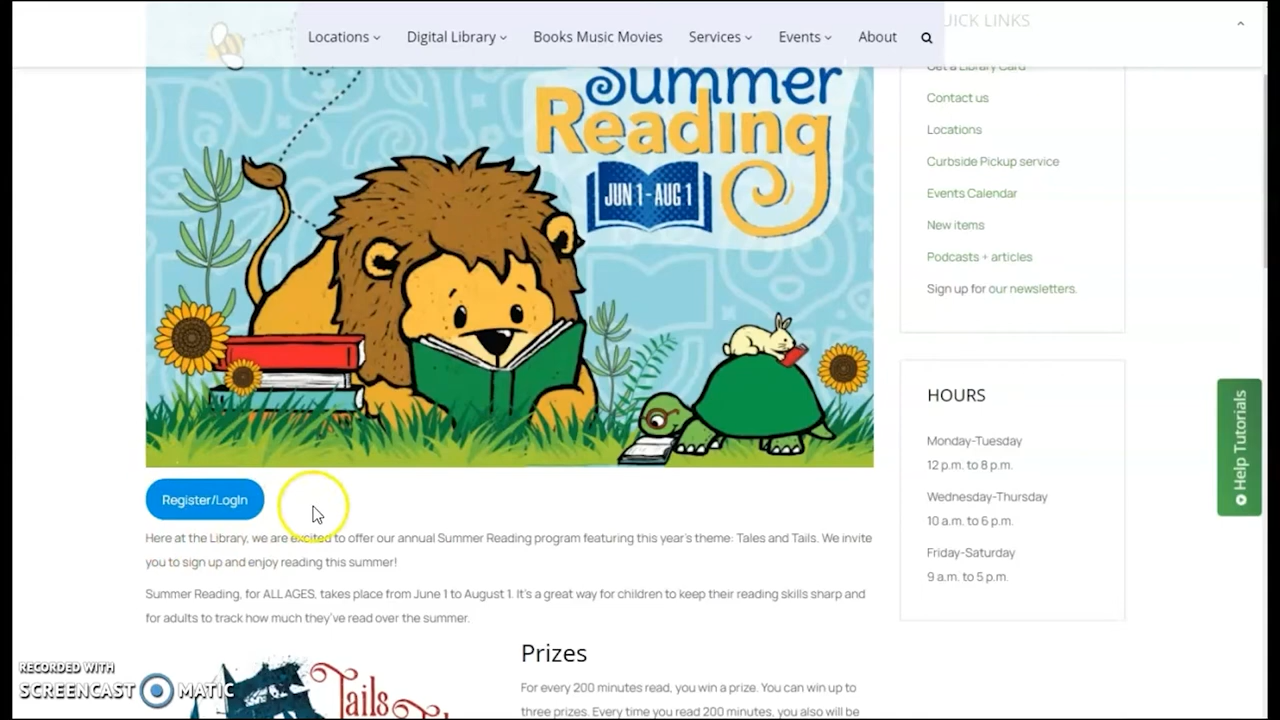 Locations Digital Library Books Music Movies Services Events About
QUICK LINKS
Get a Library Card
Contact us
Locations
Curbside Pickup service
Events Calendar
New items
Podcasts + articles
Sign up for our newsletters.
Summer
Reading
JUN 1 - AUG 1
HOURS
Monday-Tuesday
12 p.m. to 8 p.m.
Wednesday-Thursday
10 a.m. to 6 p.m.
Friday-Saturday
9 a.m. to 5 p.m.
Help Tutorials
Register/LogIn
Here at the Library, we are excited to offer our annual Summer Reading program featuring this year's theme: Tales and Tails. We invite
you to sign up and enjoy reading this summer!
Summer Reading, for ALL AGES, takes place from June 1 to August 1. It's a great way for children to keep their reading skills sharp and
for adults to track how much they've read over the summer.
Tails
Prizes
For every 200 minutes read, you win a prize. You can win up to
three prizes. Every time you read 200 minutes, you also will be
RECORDED WITH
SCREENCAST MATIC